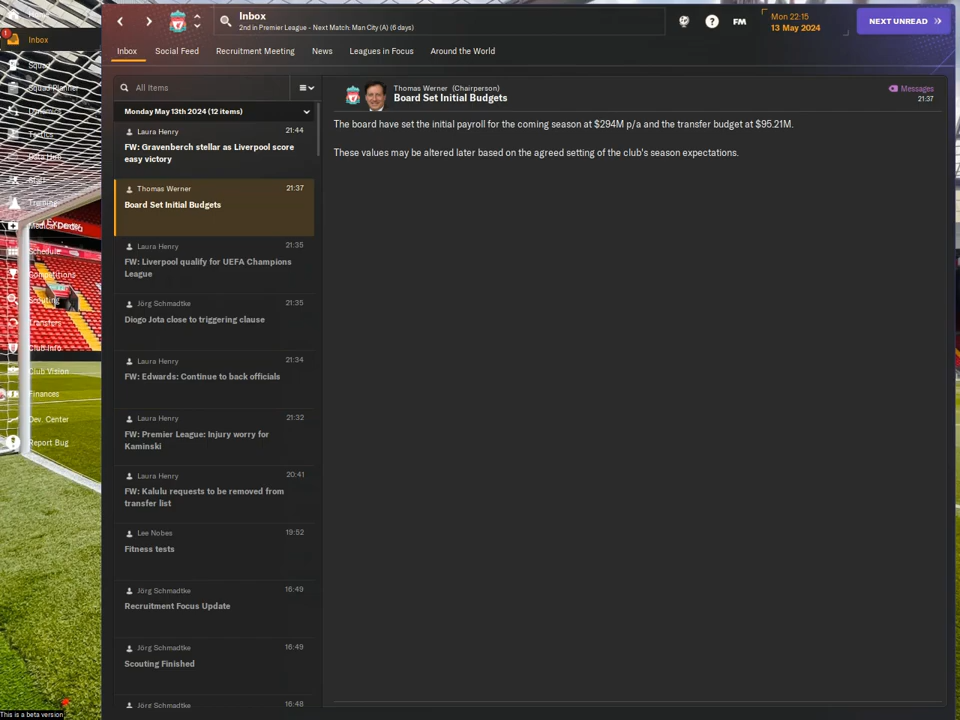 Inbox
2nd in Premier League - Next Match: Man City (A) (6 days)
FM
Mon 22:15
13 May 2024
NEXT UNREAD
Inbox
Social Feed
Recruitment Meeting
News
Leagues in Focus
Around the World
1
Inbox
Squad
Squad Planner
Dynamics
Tactics
Data Hub
Staff
Training
Medical Centre
Schedule
Competitions
Scouting
Transfers
Club Info
Club Vision
Finances
Dev. Center
Report Bug
This is a beta version
All Items
Monday May 13th 2024 (12 items)
Laura Henry 21:44
FW: Gravenberch stellar as Liverpool score
easy victory
Thomas Werner 21:37
Board Set Initial Budgets
Laura Henry 21:35
FW: Liverpool qualify for UEFA Champions
League
Jörg Schmadtke 21:35
Diogo Jota close to triggering clause
Laura Henry 21:34
FW: Edwards: Continue to back officials
Laura Henry 21:32
FW: Premier League: Injury worry for
Kaminski
Laura Henry 20:41
FW: Kalulu requests to be removed from
transfer list
Lee Nobes 19:52
Fitness tests
Jörg Schmadtke 16:49
Recruitment Focus Update
Jörg Schmadtke 16:49
Scouting Finished
Jörg Schmadtke 16:48
Thomas Werner (Chairperson)
Board Set Initial Budgets
Messages
21:37
The board have set the initial payroll for the coming season at $294M p/a and the transfer budget at $95.21M.
These values may be altered later based on the agreed setting of the club's season expectations.